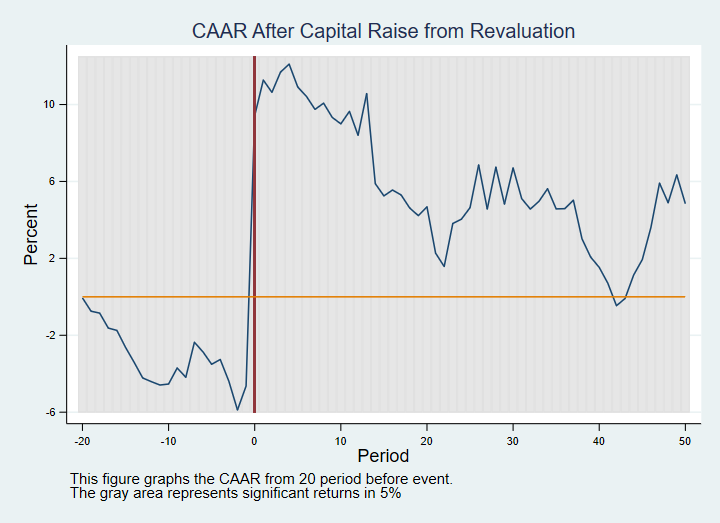 CAAR After Capital Raise from Revaluation
Percent
10
6
2
-2
-6
-20
-10
0
10
20
30
40
50
Period
This figure graphs the CAAR from 20 period before event.
The gray area represents significant returns in 5%